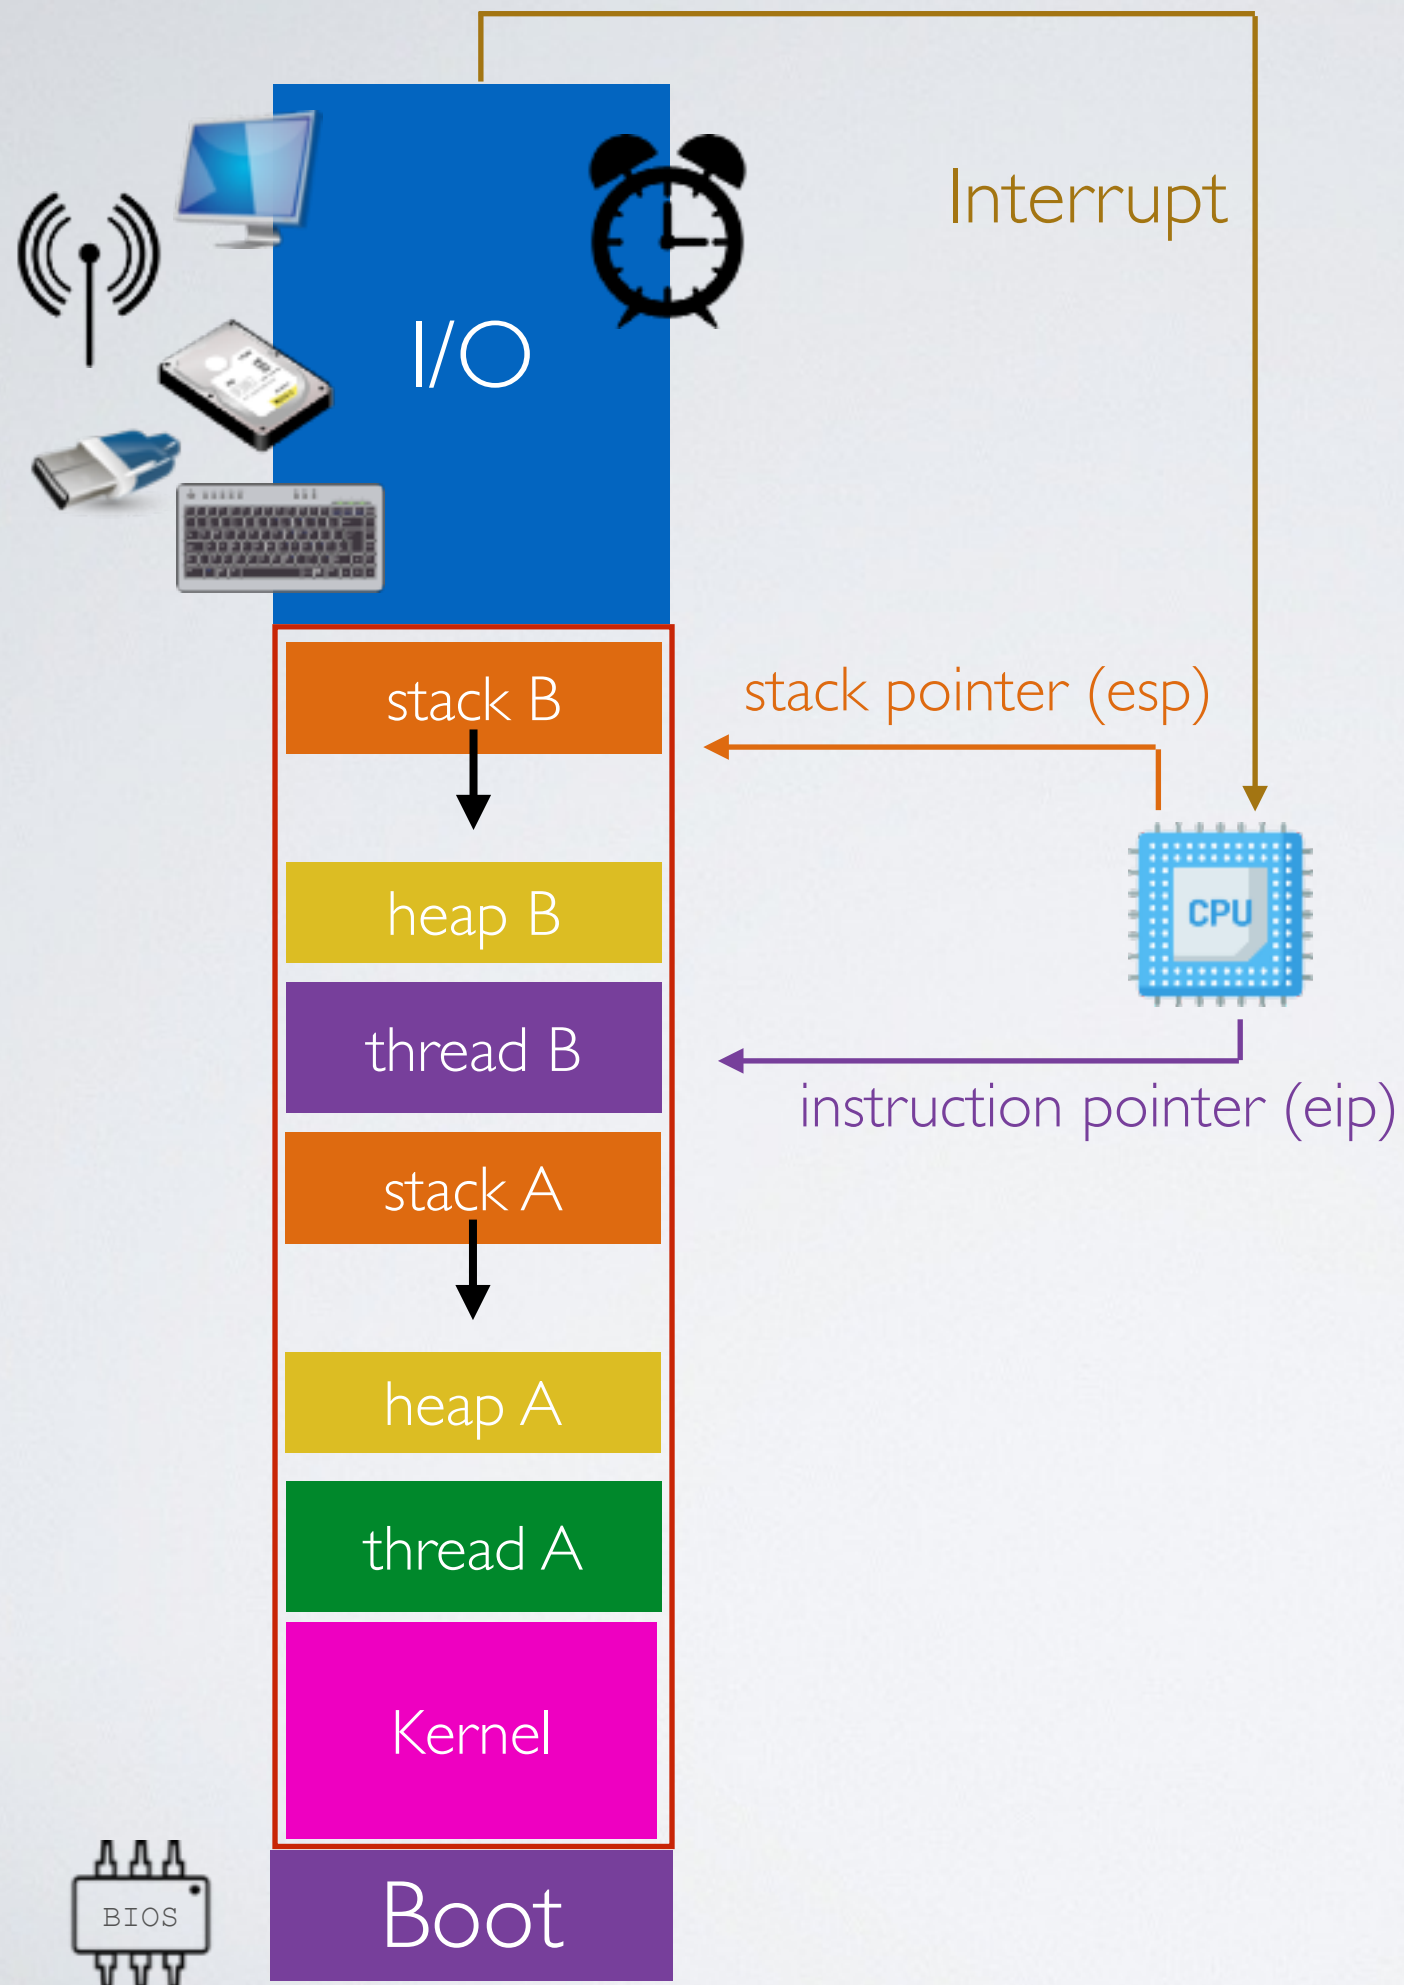 Interrupt
I/O
stack B
stack pointer (esp)
heap B
CPU
thread B
instruction pointer (eip)
stack A
heap A
thread A
Kernel
BIOS
Boot